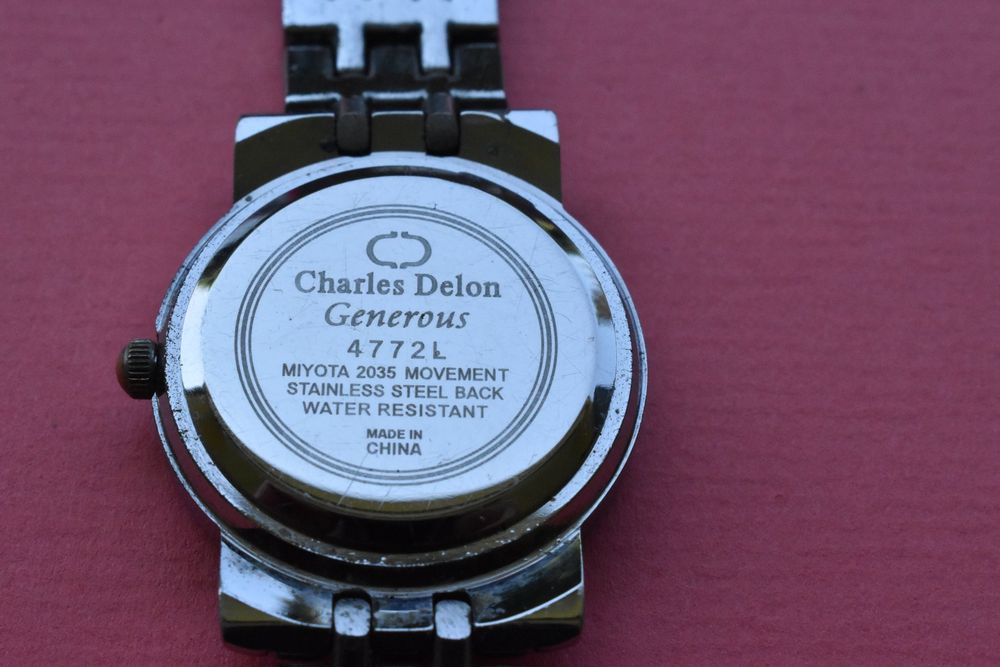 Charles Delon
Generous
4772L
MIYOTA 2035 MOVEMENT
STAINLESS STEEL BACK
WATER RESISTANT
MADE IN
CHINA